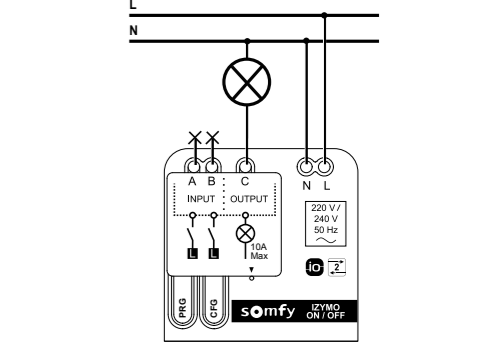 L
N
A B C N L
INPUT OUTPUT
220 V /
240 V
50 Hz
L L
10A
Max
io 2
PRG CFG
somfy IZYMO
ON / OFF